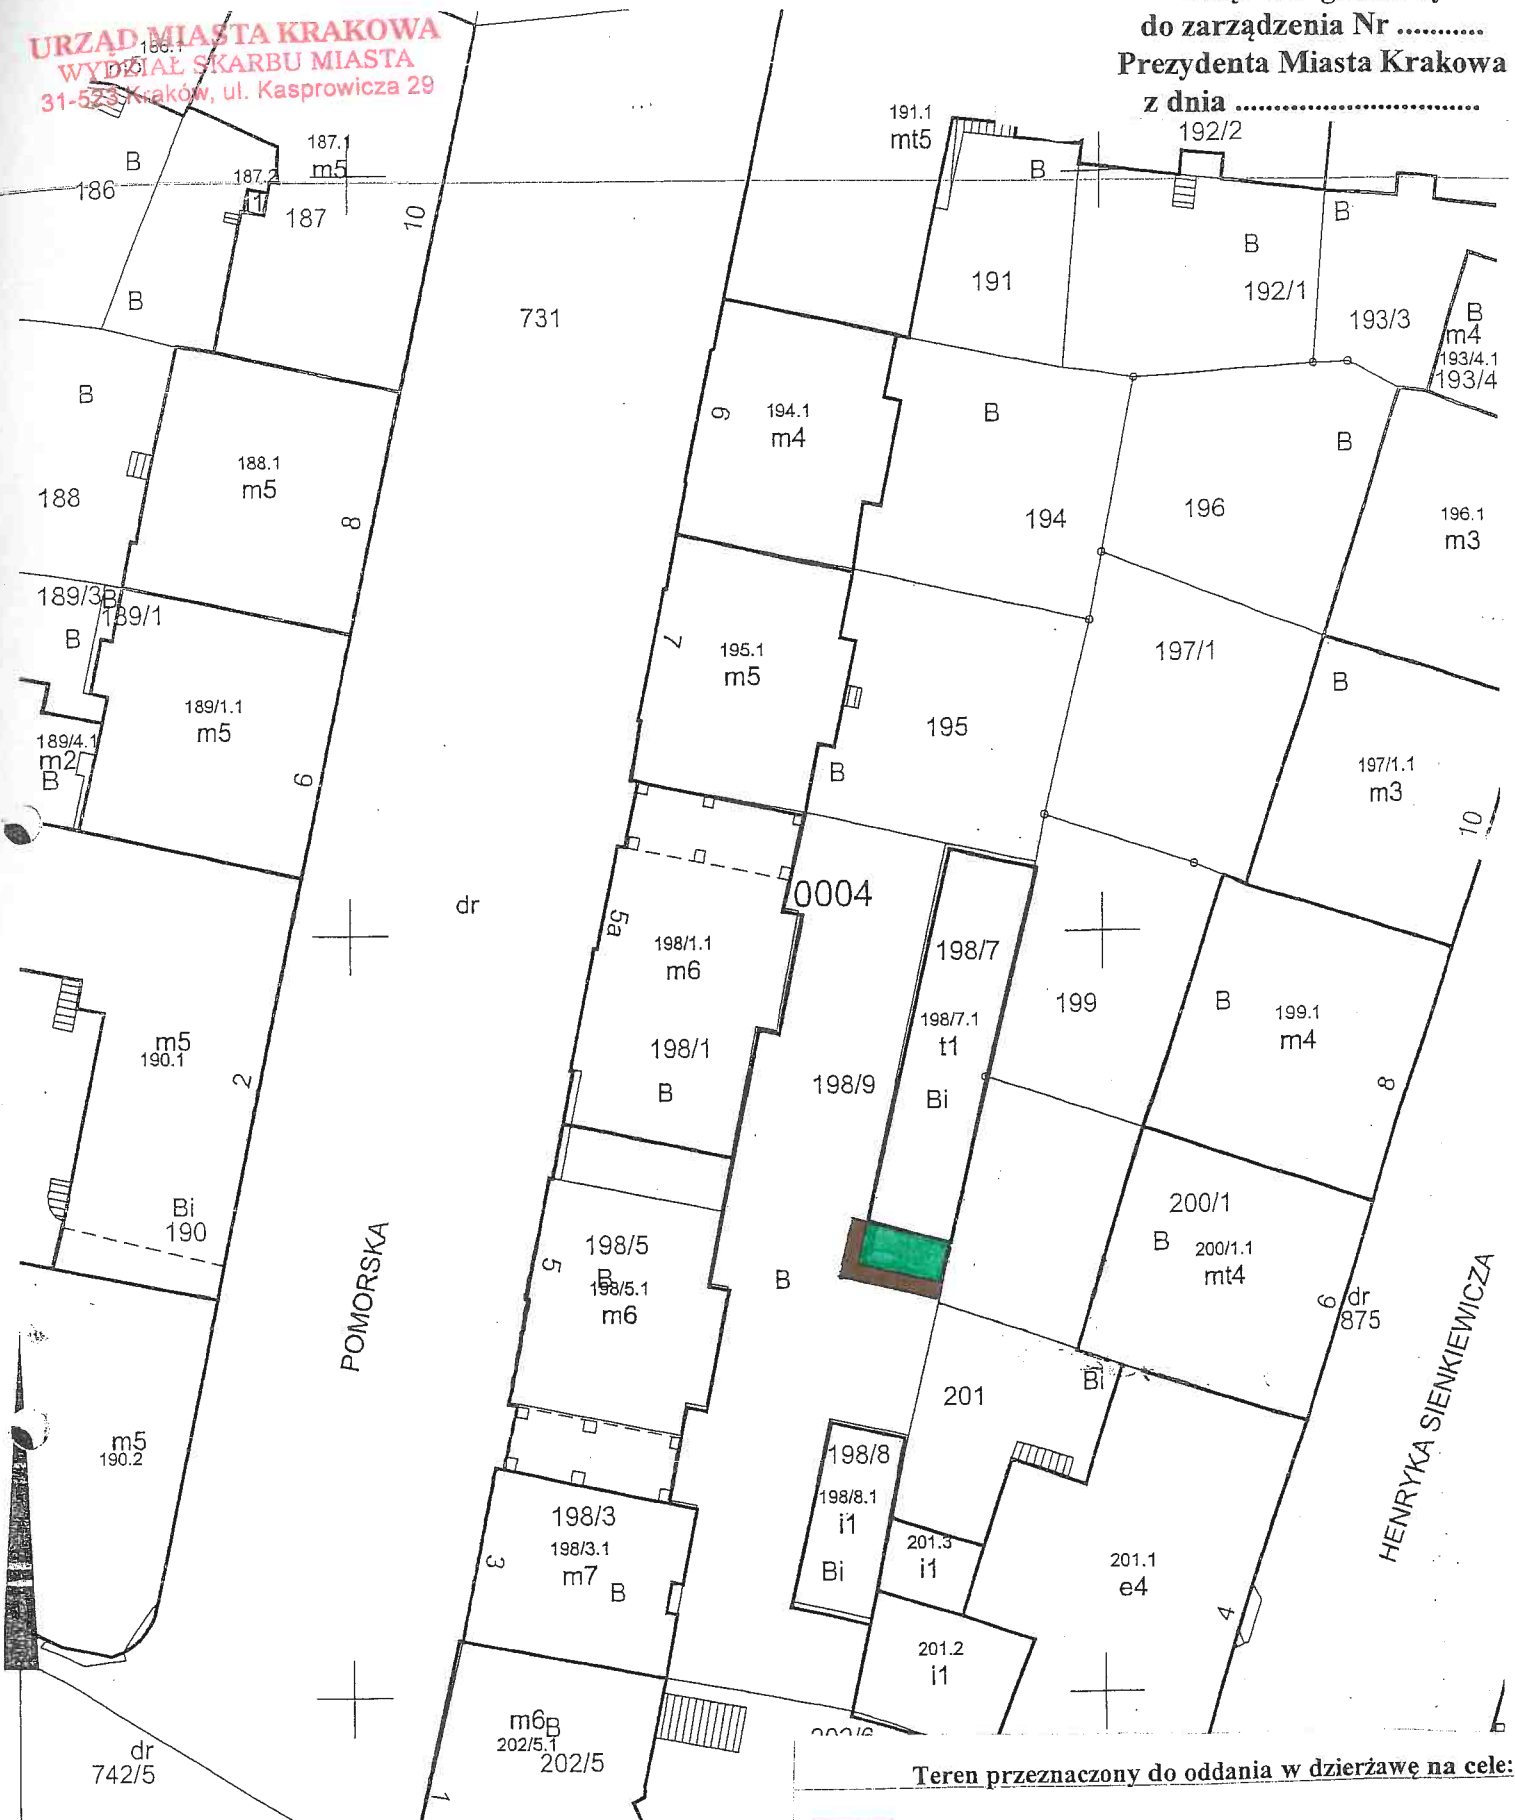 do zarządzenia Nr ...........
Prezydenta Miasta Krakowa
z dnia ...............................
URZĄD MIASTA KRAKOWA
WYDZIAŁ SKARBU MIASTA
31-523 Kraków, ul. Kasprowicza 29
186.1
187.1
m5
187.2
B
186
187
10
B
191.1
mt5
192/2
B
B
B
191
192/1
193/3
B
m4
193/4.1
193/4
731
B
188.1
m5
188
8
6
194.1
m4
B
B
194
196
196.1
m3
189/3
B
189/1
B
7
195.1
m5
195
B
197/1
B
189/1.1
m5
189/4.1
m2
B
6
197/1.1
m3
10
dr
0004
5a
198/1.1
m6
198/1
B
198/7
198/7.1
t1
Bi
198/9
199
B
199.1
m4
8
m5
190.1
2
Bi
190
POMORSKA
5
198/5
B
198/5.1
m6
B
200/1
B
200/1.1
mt4
6
dr
875
HENRYKA SIENKIEWICZA
Bi
201
m5
190.2
198/8
198/8.1
i1
Bi
3
198/3
198/3.1
m7
B
201.3
i1
201.1
e4
4
201.2
i1
m6
B
202/5.1
202/5
1
dr
742/5
Teren przeznaczony do oddania w dzierżawę na cele: